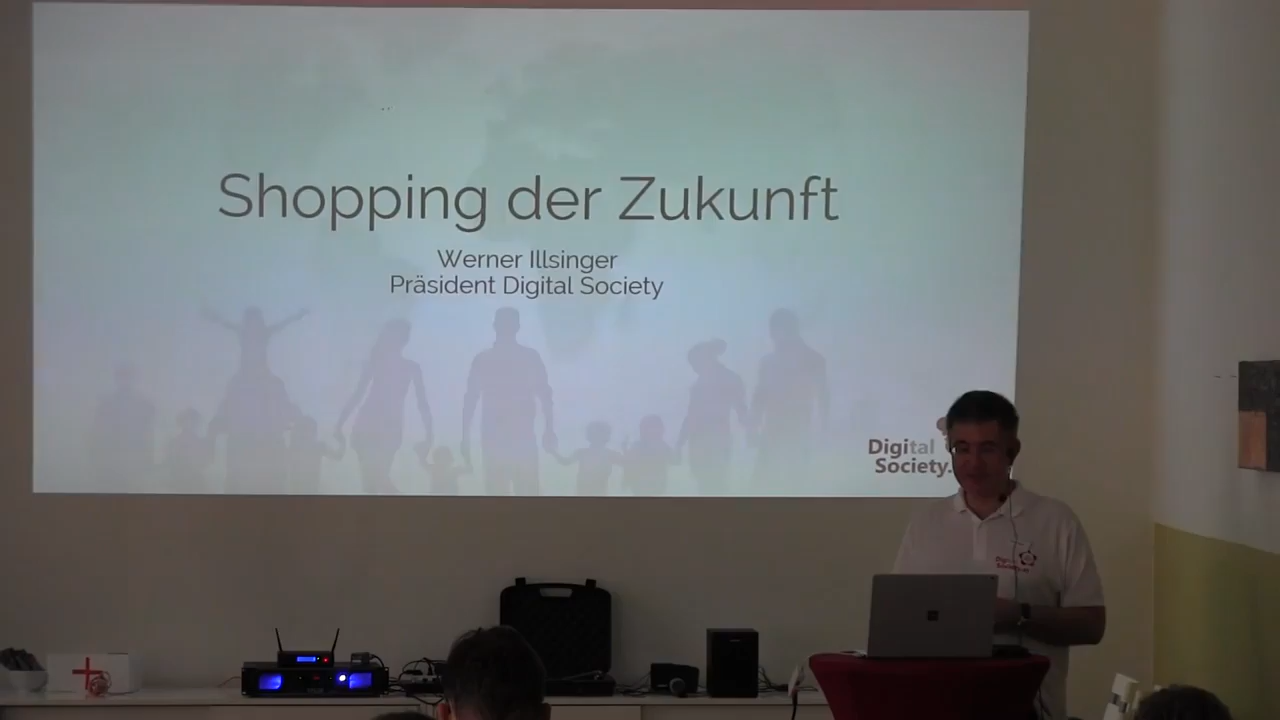 Shopping der Zukunft
Werner Illsinger
Präsident Digital Society
Digital
Society.